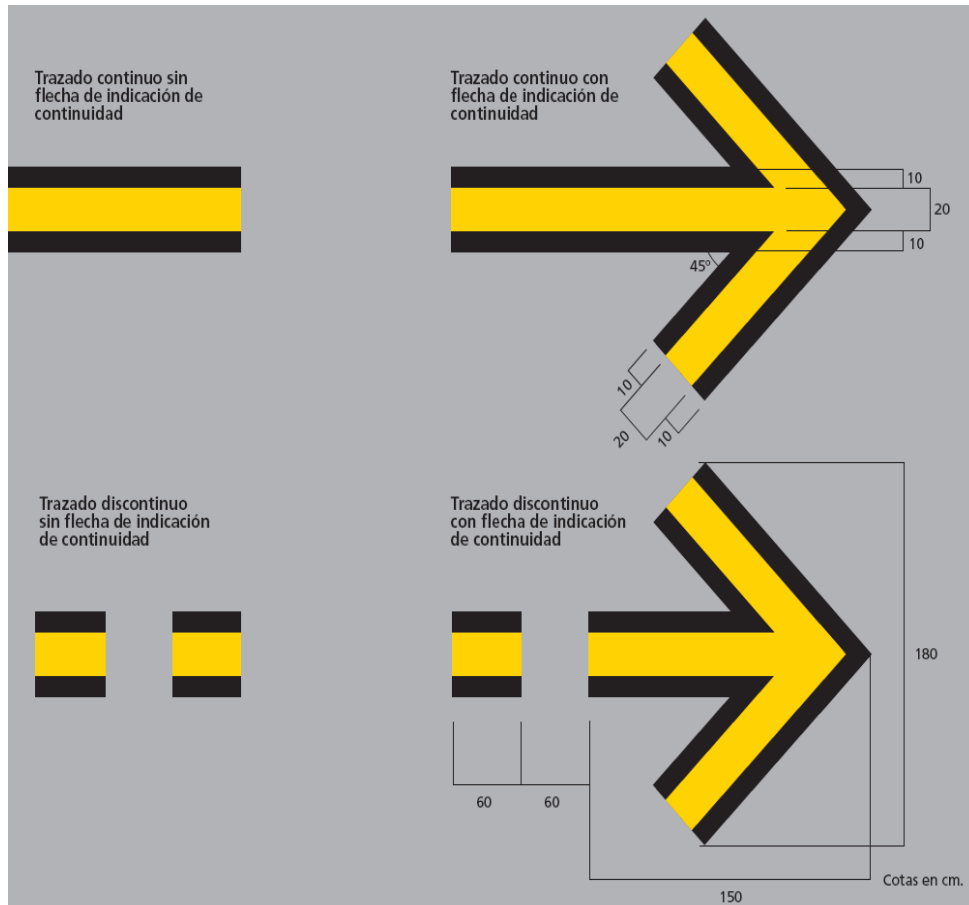 Trazado continuo sin
flecha de indicación de
continuidad
Trazado continuo con
flecha de indicación de
continuidad
10
20
10
45º
10
20
10
Trazado discontinuo
sin flecha de indicación
de continuidad
Trazado discontinuo
con flecha de indicación
de continuidad
180
60
60
Cotas en cm.
150